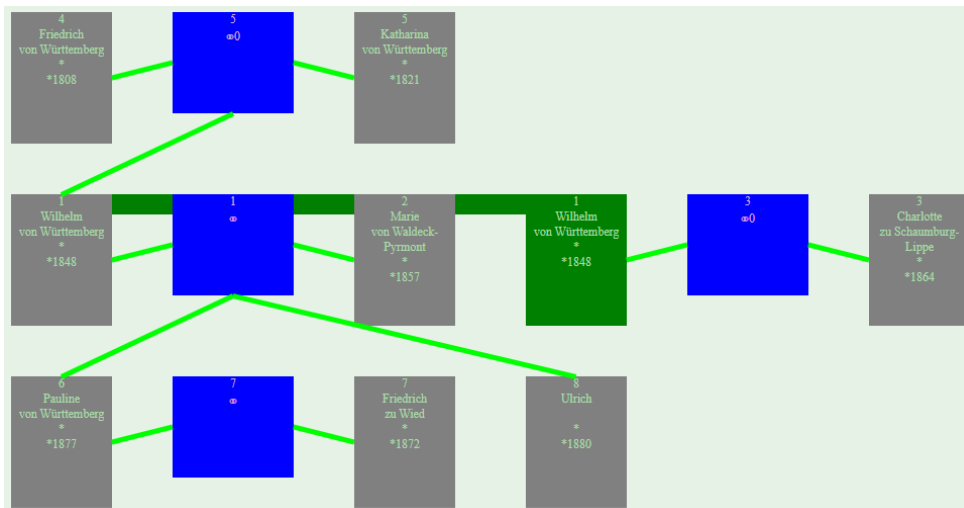 4
Friedrich
von Württemberg
*
*1808
5
⚭0
5
Katharina
von Württemberg
*
*1821
1
Wilhelm
von Württemberg
*
*1848
1
⚭
2
Marie
von Waldeck-
Pyrmont
*
*1857
1
Wilhelm
von Württemberg
*
*1848
3
⚭0
3
Charlotte
zu Schaumburg-
Lippe
*
*1864
6
Pauline
von Württemberg
*
*1877
7
⚭
7
Friedrich
zu Wied
*
*1872
8
Ulrich
*
*1880